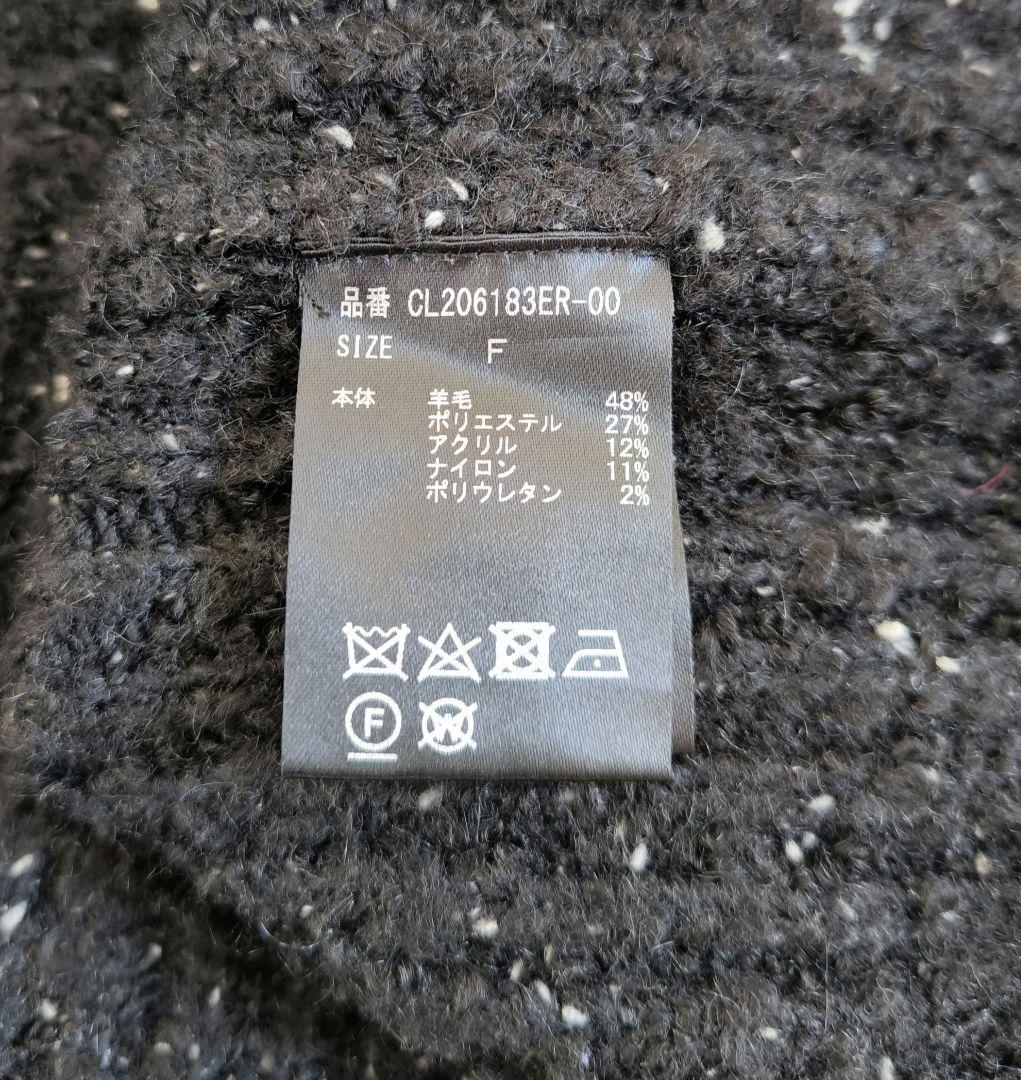 品番 CL206183ER-00
SIZE F
本体 羊毛 48%
ポリエステル 27%
アクリル 12%
ナイロン 11%
ポリウレタン 2%
F W